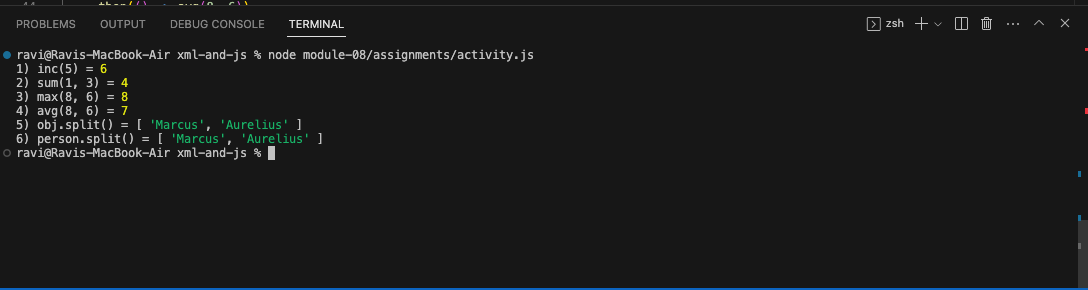 PROBLEMS OUTPUT DEBUG CONSOLE TERMINAL zsh
ravi@Ravis-MacBook-Air xml-and-js % node module-08/assignments/activity.js
1) inc(5) = 6
2) sum(1, 3) = 4
3) max(8, 6) = 8
4) avg(8, 6) = 7
5) obj.split() = [ 'Marcus', 'Aurelius' ]
6) person.split() = [ 'Marcus', 'Aurelius' ]
ravi@Ravis-MacBook-Air xml-and-js %